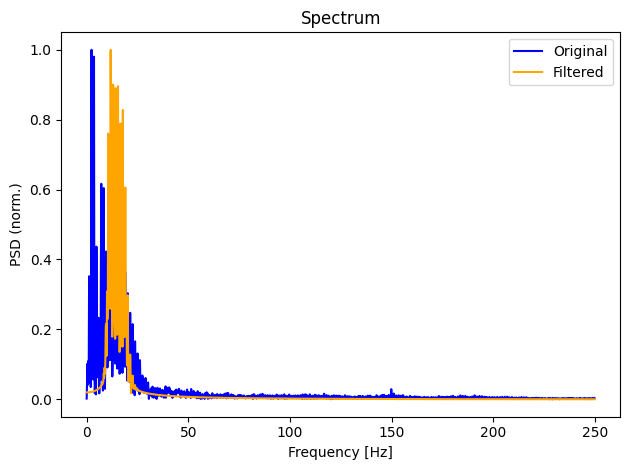 Spectrum
Original
Filtered
1.0
0.8
0.6
0.4
0.2
0.0
PSD (norm.)
0 50 100 150 200 250
Frequency [Hz]